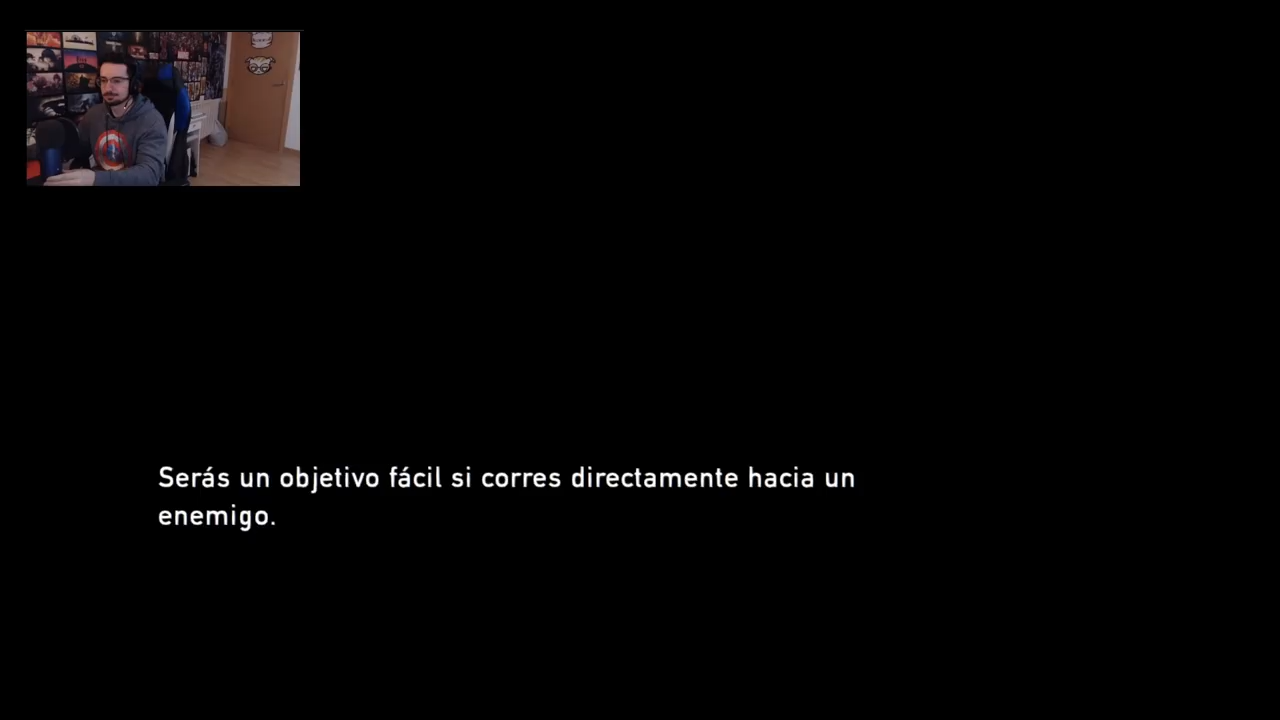 Serás un objetivo fácil si corres directamente hacia un
enemigo.